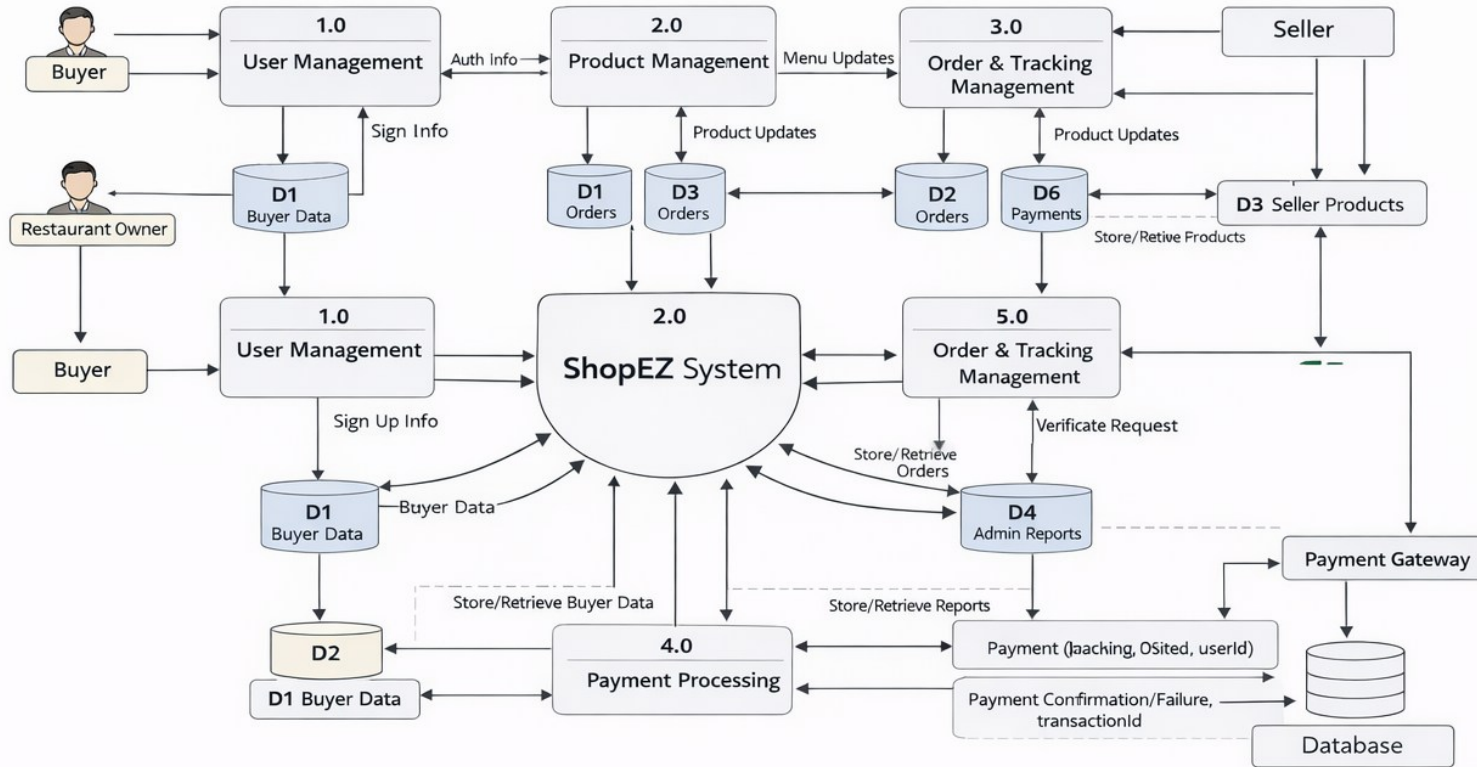 1.0
2.0
3.0
Seller
Buyer
User Management
Auth Info
Product Management
Menu Updates
Order & Tracking
Management
Sign Info
Product Updates
Product Updates
D1
Buyer Data
D1
Orders
D3
Orders
D2
Orders
D6
Payments
D3 Seller Products
Restaurant Owner
Store/Retive Products
1.0
2.0
5.0
User Management
ShopEZ System
Order & Tracking
Management
Buyer
Sign Up Info
Verificate Request
Store/Retrieve
Orders
D1
Buyer Data
Buyer Data
D4
Admin Reports
Payment Gateway
Store/Retrieve Buyer Data
Store/Retrieve Reports
D2
4.0
Payment Processing
Payment (
userId)
D1 Buyer Data
Payment Confirmation/Failure,
transactionId
Database